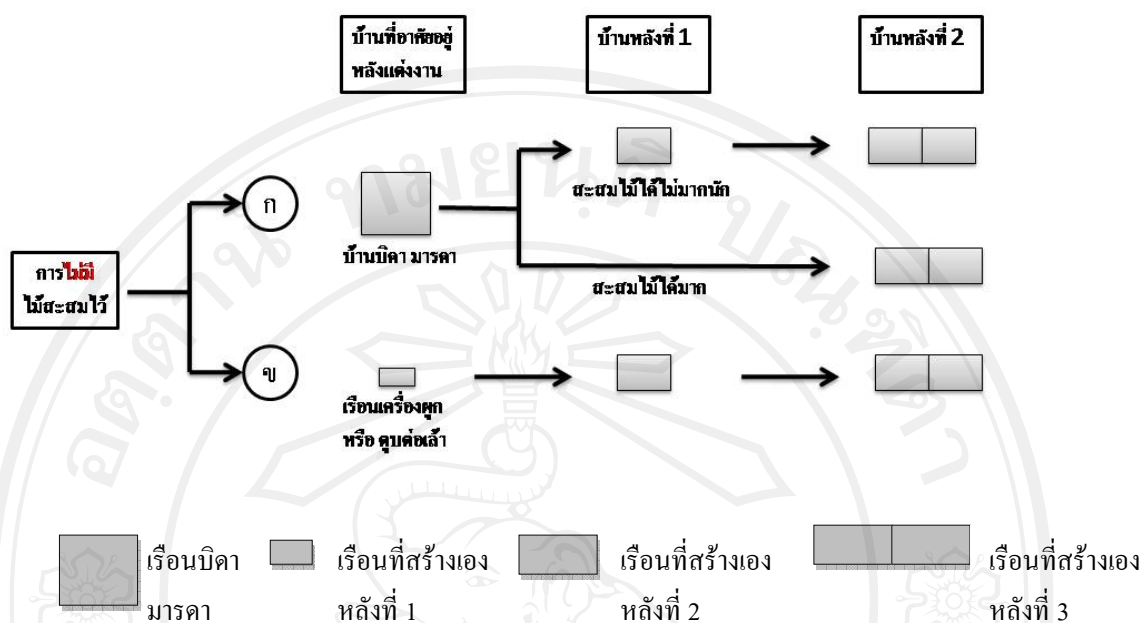 บ้านที่อาศัยอยู่
หลังแต่งงาน
บ้านหลังที่ 1
บ้านหลังที่ 2
ก
สะสมไม้ได้ไม่มากนัก
บ้านบิดา มารดา
สะสมไม้ได้มาก
การไม่มี
ไม้สะสมไว้
ข
เรือนเครื่องผูก
หรือ ตูบต่อเล้า
เรือนบิดา
มารดา
เรือนที่สร้างเอง
หลังที่ 1
เรือนที่สร้างเอง
หลังที่ 2
เรือนที่สร้างเอง
หลังที่ 3